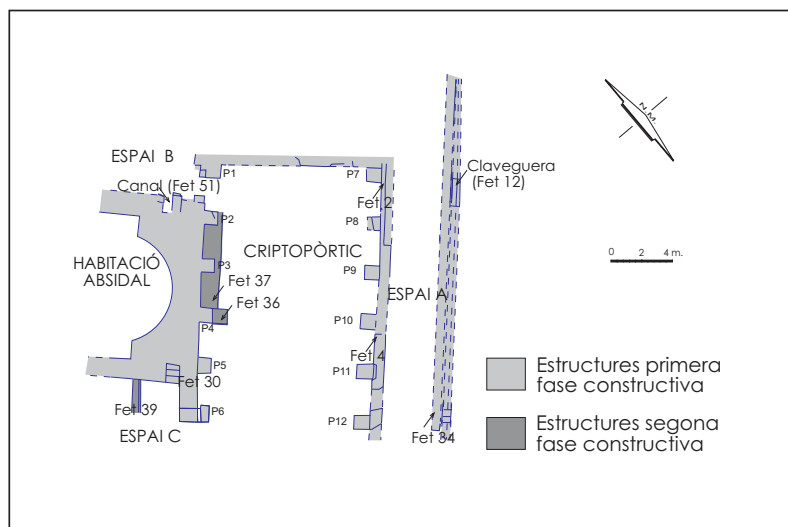 N.M.
ESPAI B
P1
P7
Claveguera
(Fet 12)
Canal (Fet 51)
Fet 2
P2
P8
CRIPTOPÒRTIC
0 2 4 m.
HABITACIÓ
ABSIDAL
P3
P9
Fet 37
ESPAI A
Fet 36
P10
P4
Fet 4
P5
P11
Fet 30
Estructures primera
fase constructiva
Fet 39
P6
P12
ESPAI C
Fet 34
Estructures segona
fase constructiva